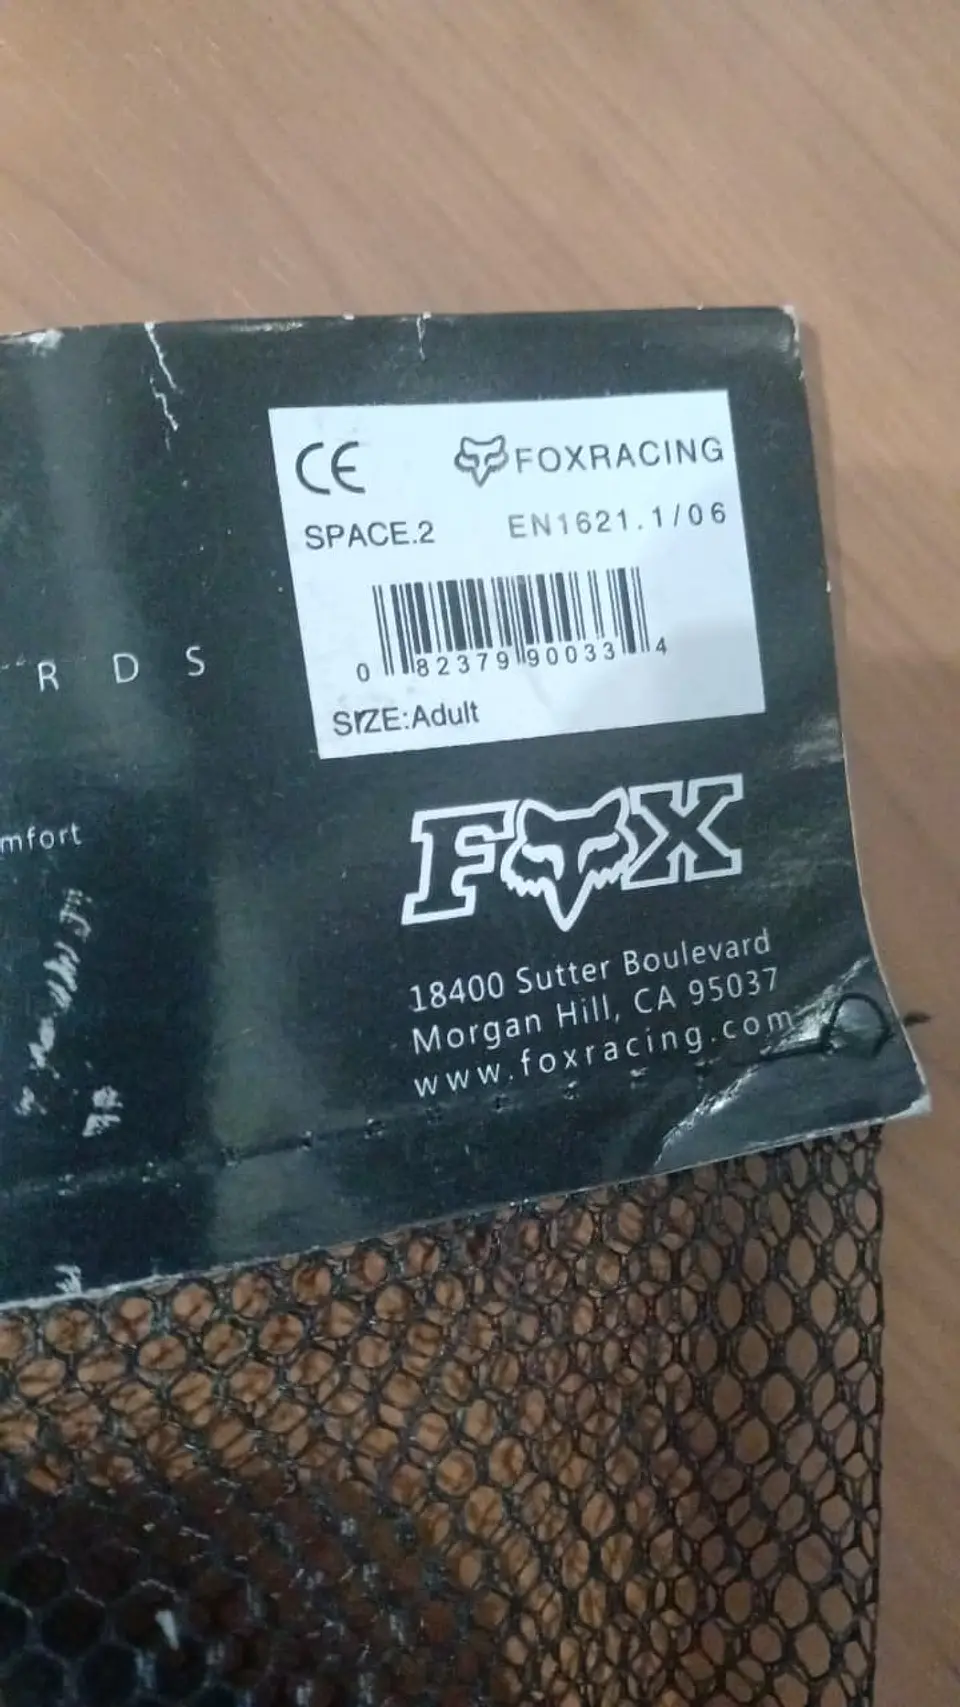 CE FOXRACING
SPACE.2 EN1621.1/06
0 82379 90033 4
SIZE:Adult
R D S
mfort
FOX
18400 Sutter Boulevard
Morgan Hill, CA 95037
www.foxracing.com